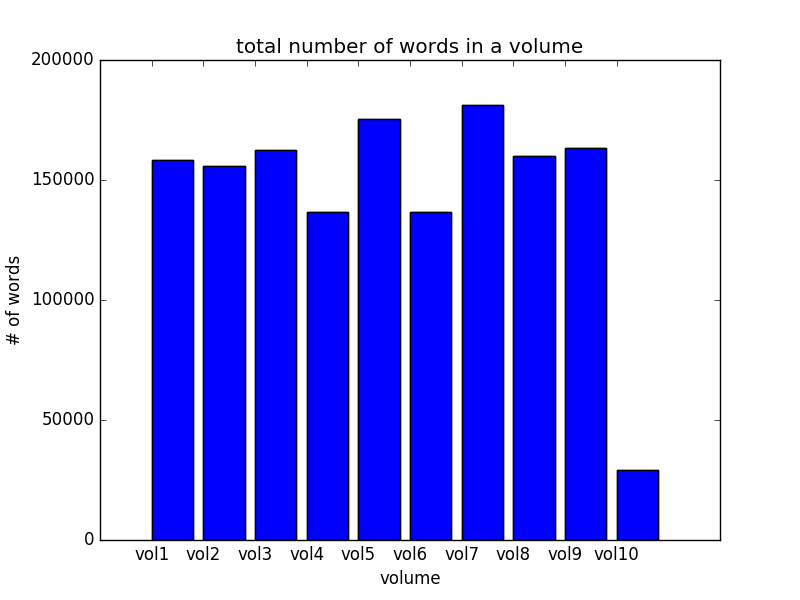 total number of words in a volume
200000
150000
100000
50000
0
# of words
vol1 vol2 vol3 vol4 vol5 vol6 vol7 vol8 vol9 vol10
volume